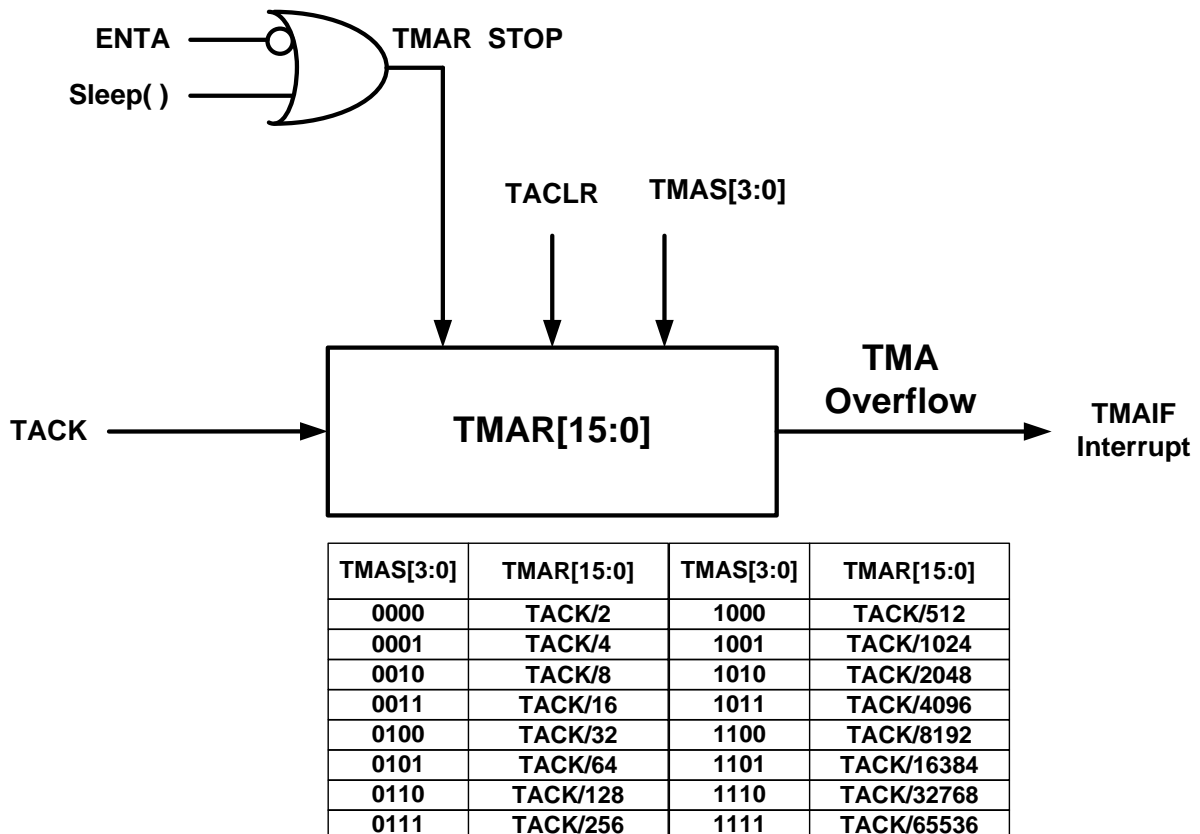 ENTA
TMAR STOP
Sleep( )
TACLR
TMAS[3:0]
TACK
TMAR[15:0]
TMA
Overflow
TMAIF
Interrupt
TMAS[3:0] TMAR[15:0] TMAS[3:0] TMAR[15:0]
0000 TACK/2 1000 TACK/512
0001 TACK/4 1001 TACK/1024
0010 TACK/8 1010 TACK/2048
0011 TACK/16 1011 TACK/4096
0100 TACK/32 1100 TACK/8192
0101 TACK/64 1101 TACK/16384
0110 TACK/128 1110 TACK/32768
0111 TACK/256 1111 TACK/65536